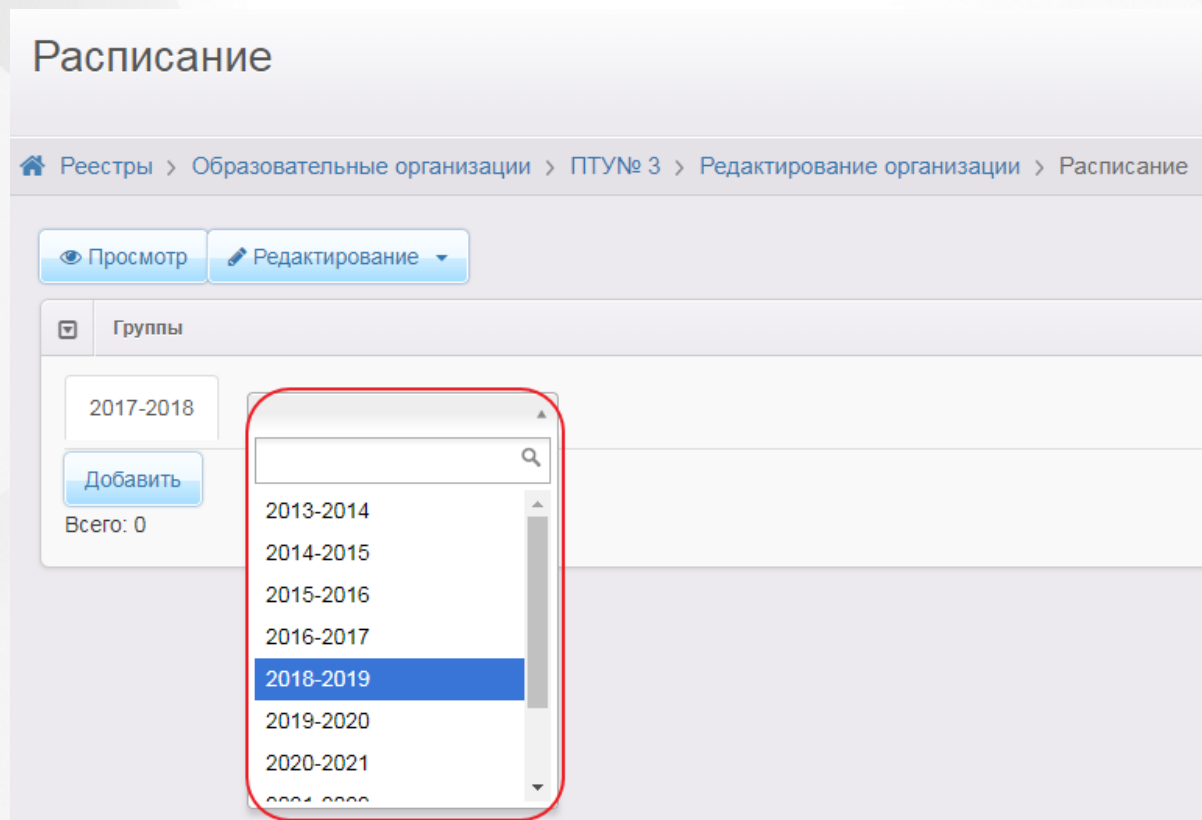 Расписание
Реестры > Образовательные организации > ПТУ№ 3 > Редактирование организации > Расписание
Просмотр Редактирование
Группы
2017-2018
Добавить
Всего: 0
2013-2014
2014-2015
2015-2016
2016-2017
2018-2019
2019-2020
2020-2021